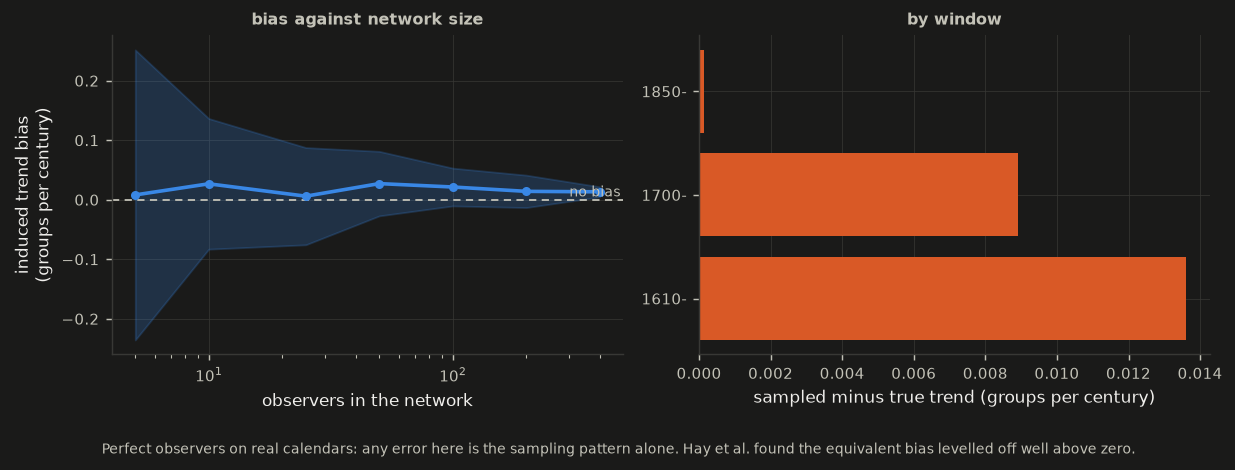 bias against network size
induced trend bias
(groups per century)
0.2
0.1
0.0
−0.1
−0.2
no bias
10¹
10²
observers in the network
by window
1850-
1700-
1610-
0.000
0.002
0.004
0.006
0.008
0.010
0.012
0.014
sampled minus true trend (groups per century)
Perfect observers on real calendars: any error here is the sampling pattern alone. Hay et al. found the equivalent bias levelled off well above zero.